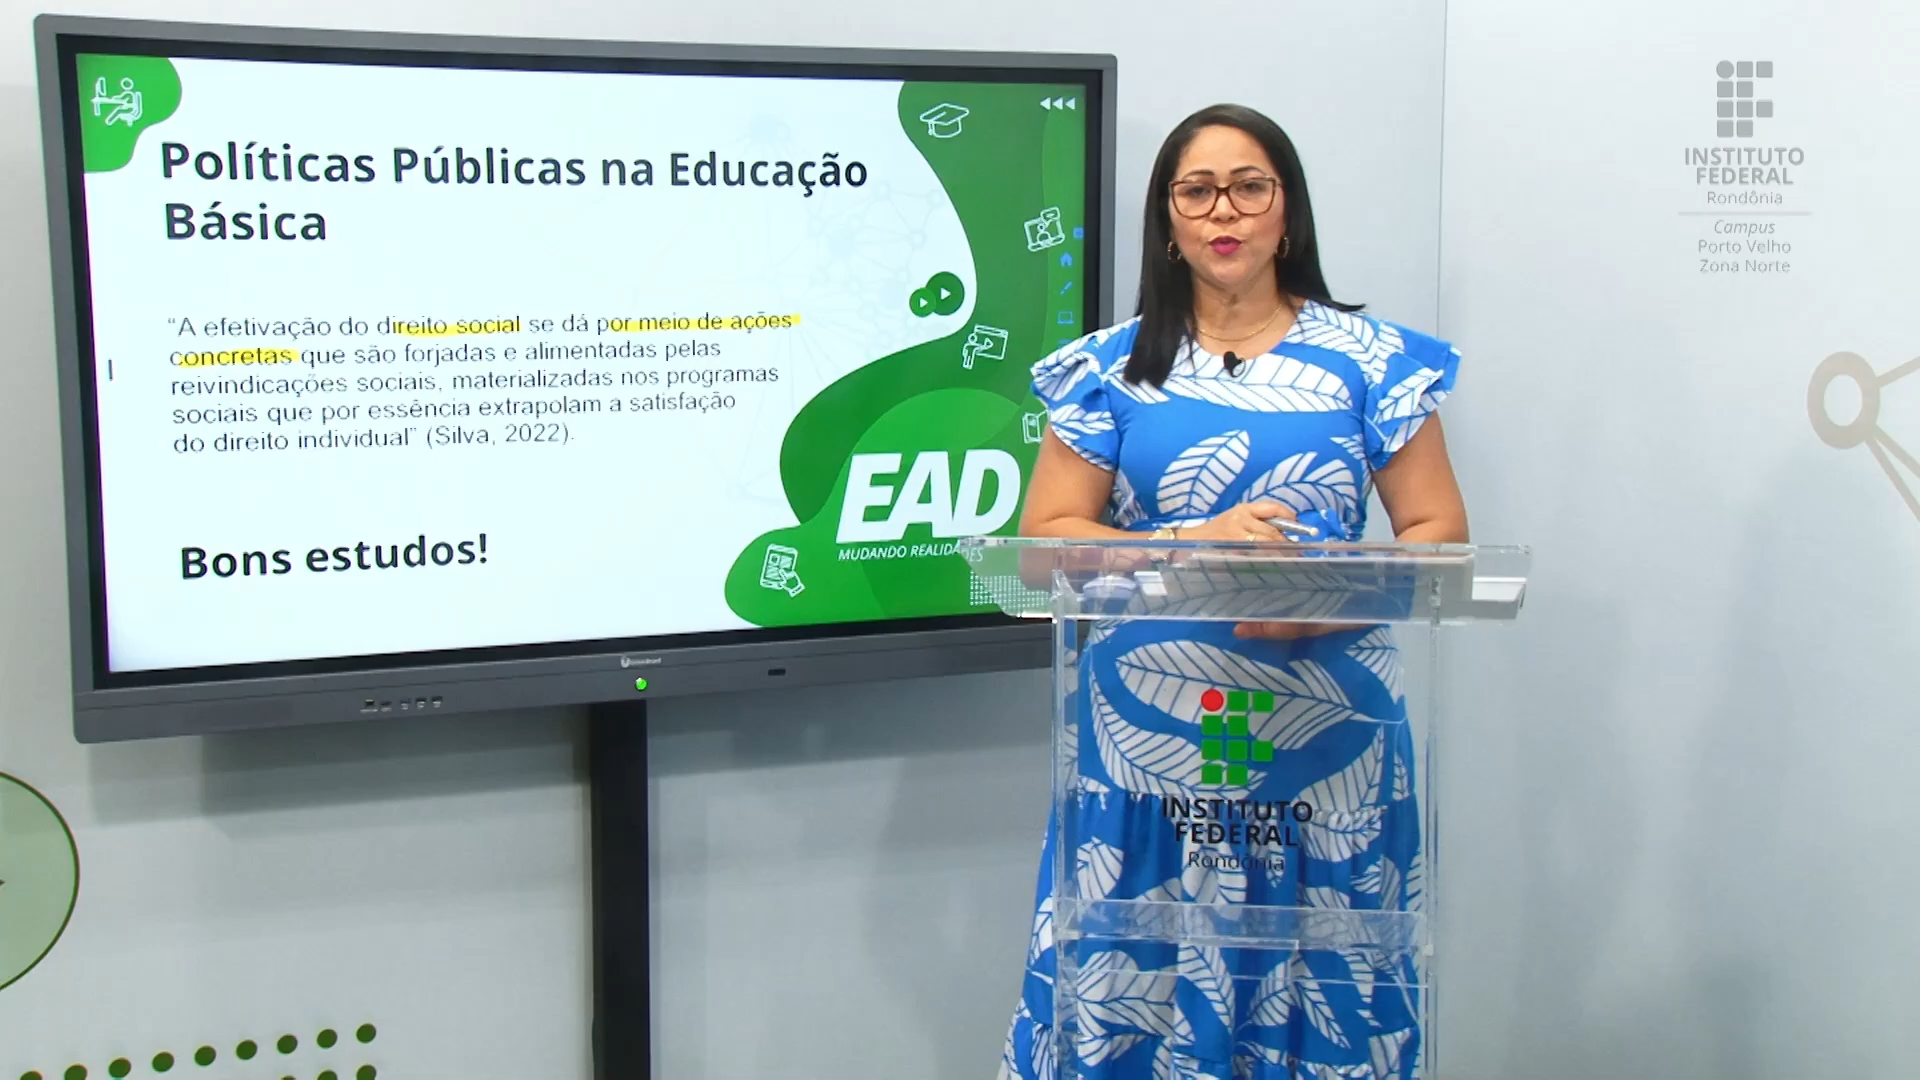 Políticas Públicas na Educação
Básica
“A efetivação do direito social se dá por meio de ações
concretas que são forjadas e alimentadas pelas
reivindicações sociais, materializadas nos programas
sociais que por essência extrapolam a satisfação
do direito individual” (Silva, 2022).
Bons estudos!
EAD
MUDANDO REALIDADES
INSTITUTO
FEDERAL
Rondônia
Campus
Porto Velho
Zona Norte
INSTITUTO
FEDERAL
Rondônia